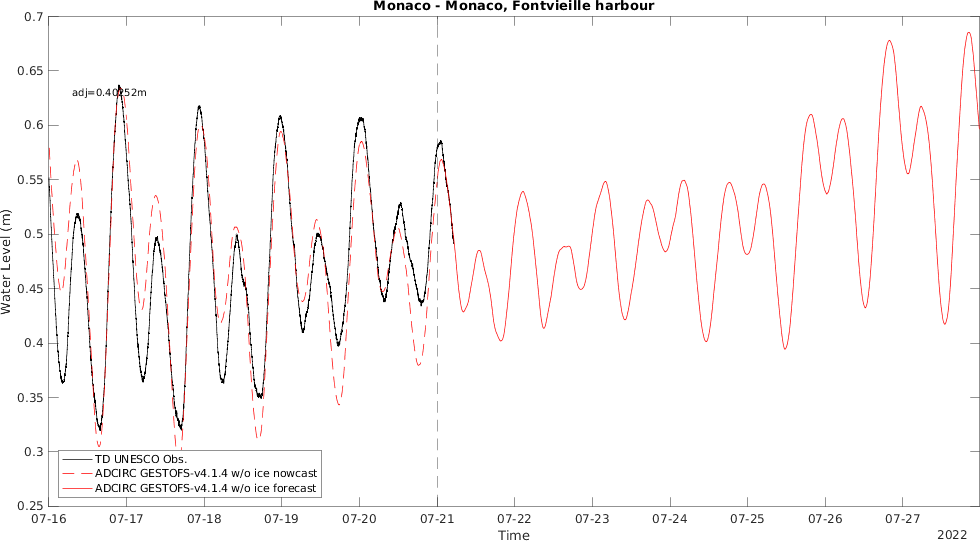 Monaco - Monaco, Fontvieille harbour
0.7
0.65
adj=0.40252m
0.6
0.55
0.5
0.45
0.4
0.35
0.3
0.25
Water Level (m)
TD UNESCO Obs.
ADCIRC GESTOFS-v4.1.4 w/o ice nowcast
ADCIRC GESTOFS-v4.1.4 w/o ice forecast
07-16 07-17 07-18 07-19 07-20 07-21 07-22 07-23 07-24 07-25 07-26 07-27
Time
2022